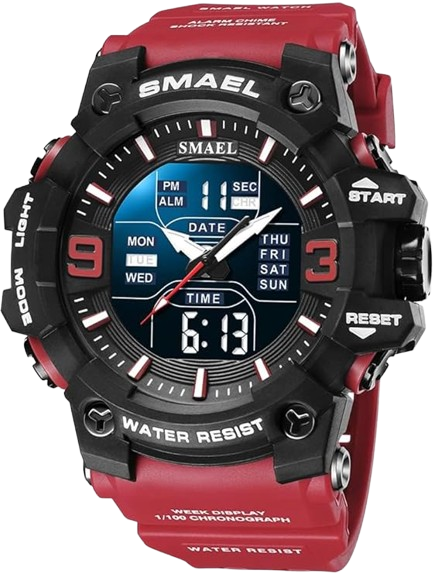 SMAEL WATCH
ALARM CHIME
SHOCK RESISTANT
SMAEL
SMAEL
PM 11 SEC
ALM CHR
LIGHT
MODE
START
DATE
MON THU
TUE FRI
WED SAT
SUN
9 3
TIME
6:13
RESET
WATER RESIST
WEEK DISPLAY
1/100 CHRONOGRAPH
WATER RESIST